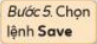 Bước 5. Chọn
lệnh Save